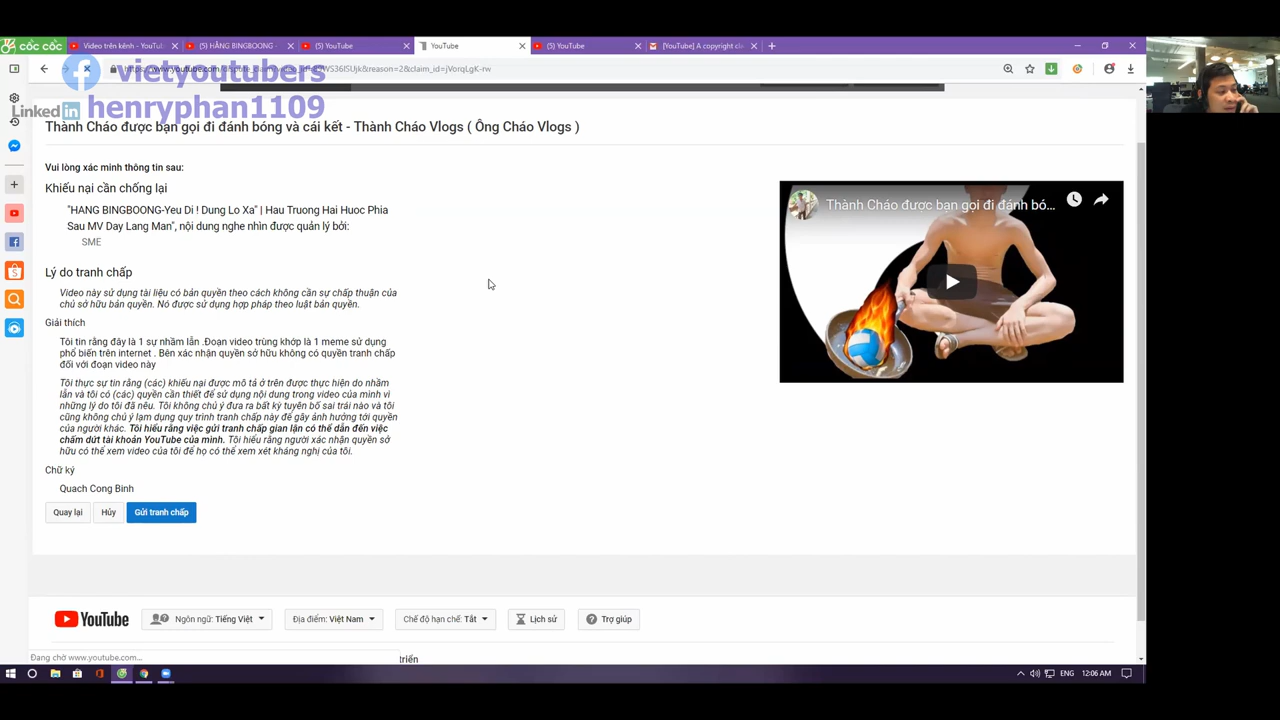 cốc cốc
Video trên kênh - YouTu
(5) HẰNG BINGBOONG -
(5) YouTube
YouTube
(5) YouTube
[YouTube] A copyright cl
vietyoutubers
Linked in henryphan1109
Thành Cháo được bạn gọi đi đánh bóng và cái kết - Thành Cháo Vlogs ( Ông Cháo Vlogs )
Vui lòng xác minh thông tin sau:
Khiếu nại cần chống lại
"HANG BINGBOONG-Yeu Di ! Dung Lo Xa" | Hau Truong Hai Huoc Phia
Sau MV Day Lang Man", nội dung nghe nhìn được quản lý bởi:
SME
Thành Cháo được bạn gọi đi đánh bó...
Lý do tranh chấp
Video này sử dụng tài liệu có bản quyền theo cách không cần sự chấp thuận của
chủ sở hữu bản quyền. Nó được sử dụng hợp pháp theo luật bản quyền.
Giải thích
Tôi tin rằng đây là 1 sự nhầm lẫn .Đoạn video trùng khớp là 1 meme sử dụng
phổ biến trên internet . Bên xác nhận quyền sở hữu không có quyền tranh chấp
đối với đoạn video này
Tôi thực sự tin rằng (các) khiếu nại được mô tả ở trên được thực hiện do nhầm
lẫn và tôi có (các) quyền cần thiết để sử dụng nội dung trong video của mình vì
những lý do tôi đã nêu. Tôi không chủ ý đưa ra bất kỳ tuyên bố sai trái nào và tôi
cũng không chủ ý lạm dụng quy trình tranh chấp này để gây ảnh hưởng tới quyền
của người khác. Tôi hiểu rằng việc gửi tranh chấp gian lận có thể dẫn đến việc
chấm dứt tài khoản YouTube của mình. Tôi hiểu rằng người xác nhận quyền sở
hữu có thể xem video của tôi để họ có thể xem xét kháng nghị của tôi.
Chữ ký
Quach Cong Binh
Quay lại
Hủy
Gửi tranh chấp
YouTube
Ngôn ngữ: Tiếng Việt
Địa điểm: Việt Nam
Chế độ hạn chế: Tắt
Lịch sử
Trợ giúp
Đang chờ www.youtube.com...
triển
ENG
12:06 AM